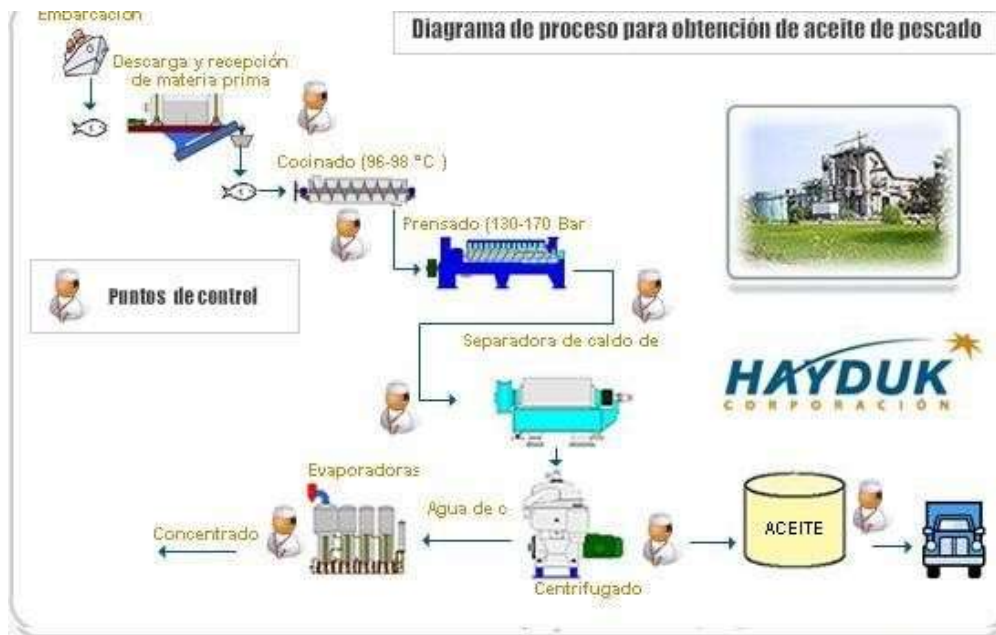 Embarcación
Diagrama de proceso para obtención de aceite de pescado
Descarga y recepción
de materia prima
Cocinado (96-98 °C )
Prensado (130-170 Bar
Puntos de control
Separadora de caldo de
HAYDUK
CORPORACIÓN
Evaporadoras
Agua de c
Concentrado
ACEITE
Centrifugado